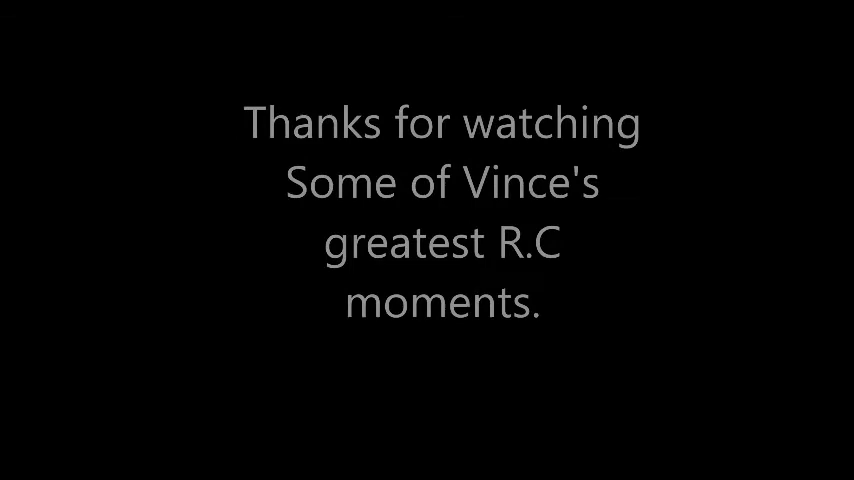 Thanks for watching
Some of Vince's
greatest R.C
moments.